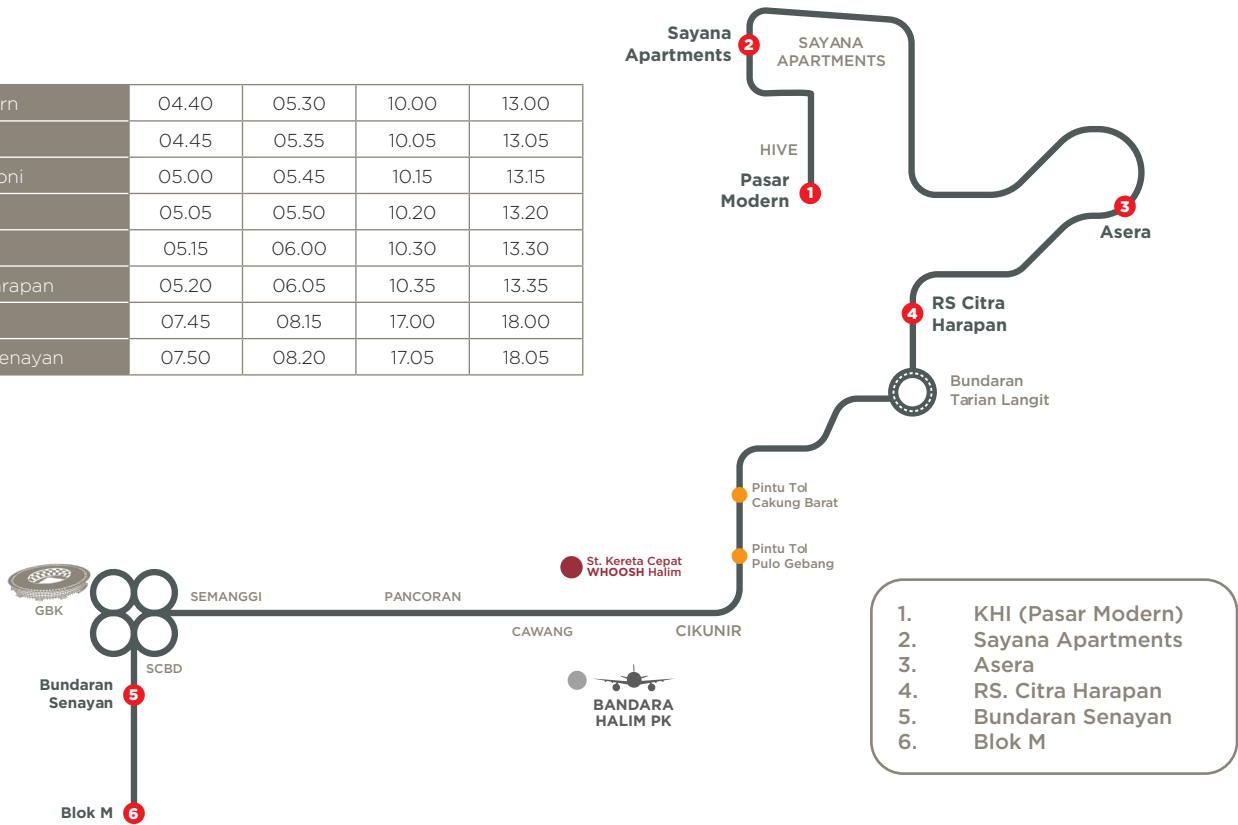 Sayana
Apartments
2
SAYANA
APARTMENTS
04.40 05.30 10.00 13.00
04.45 05.35 10.05 13.05
05.00 05.45 10.15 13.15
05.05 05.50 10.20 13.20
05.15 06.00 10.30 13.30
05.20 06.05 10.35 13.35
07.45 08.15 17.00 18.00
enayan 07.50 08.20 17.05 18.05
HIVE
Pasar
Modern
1
3
Asera
4
RS Citra
Harapan
Bundaran
Tarian Langit
Pintu Tol
Cakung Barat
Pintu Tol
Pulo Gebang
St. Kereta Cepat
WHOOSH Halim
GBK
SEMANGGI
PANCORAN
CAWANG
CIKUNIR
SCBD
Bundaran
Senayan
5
BANDARA
HALIM PK
Blok M
6
1. KHI (Pasar Modern)
2. Sayana Apartments
3. Asera
4. RS. Citra Harapan
5. Bundaran Senayan
6. Blok M